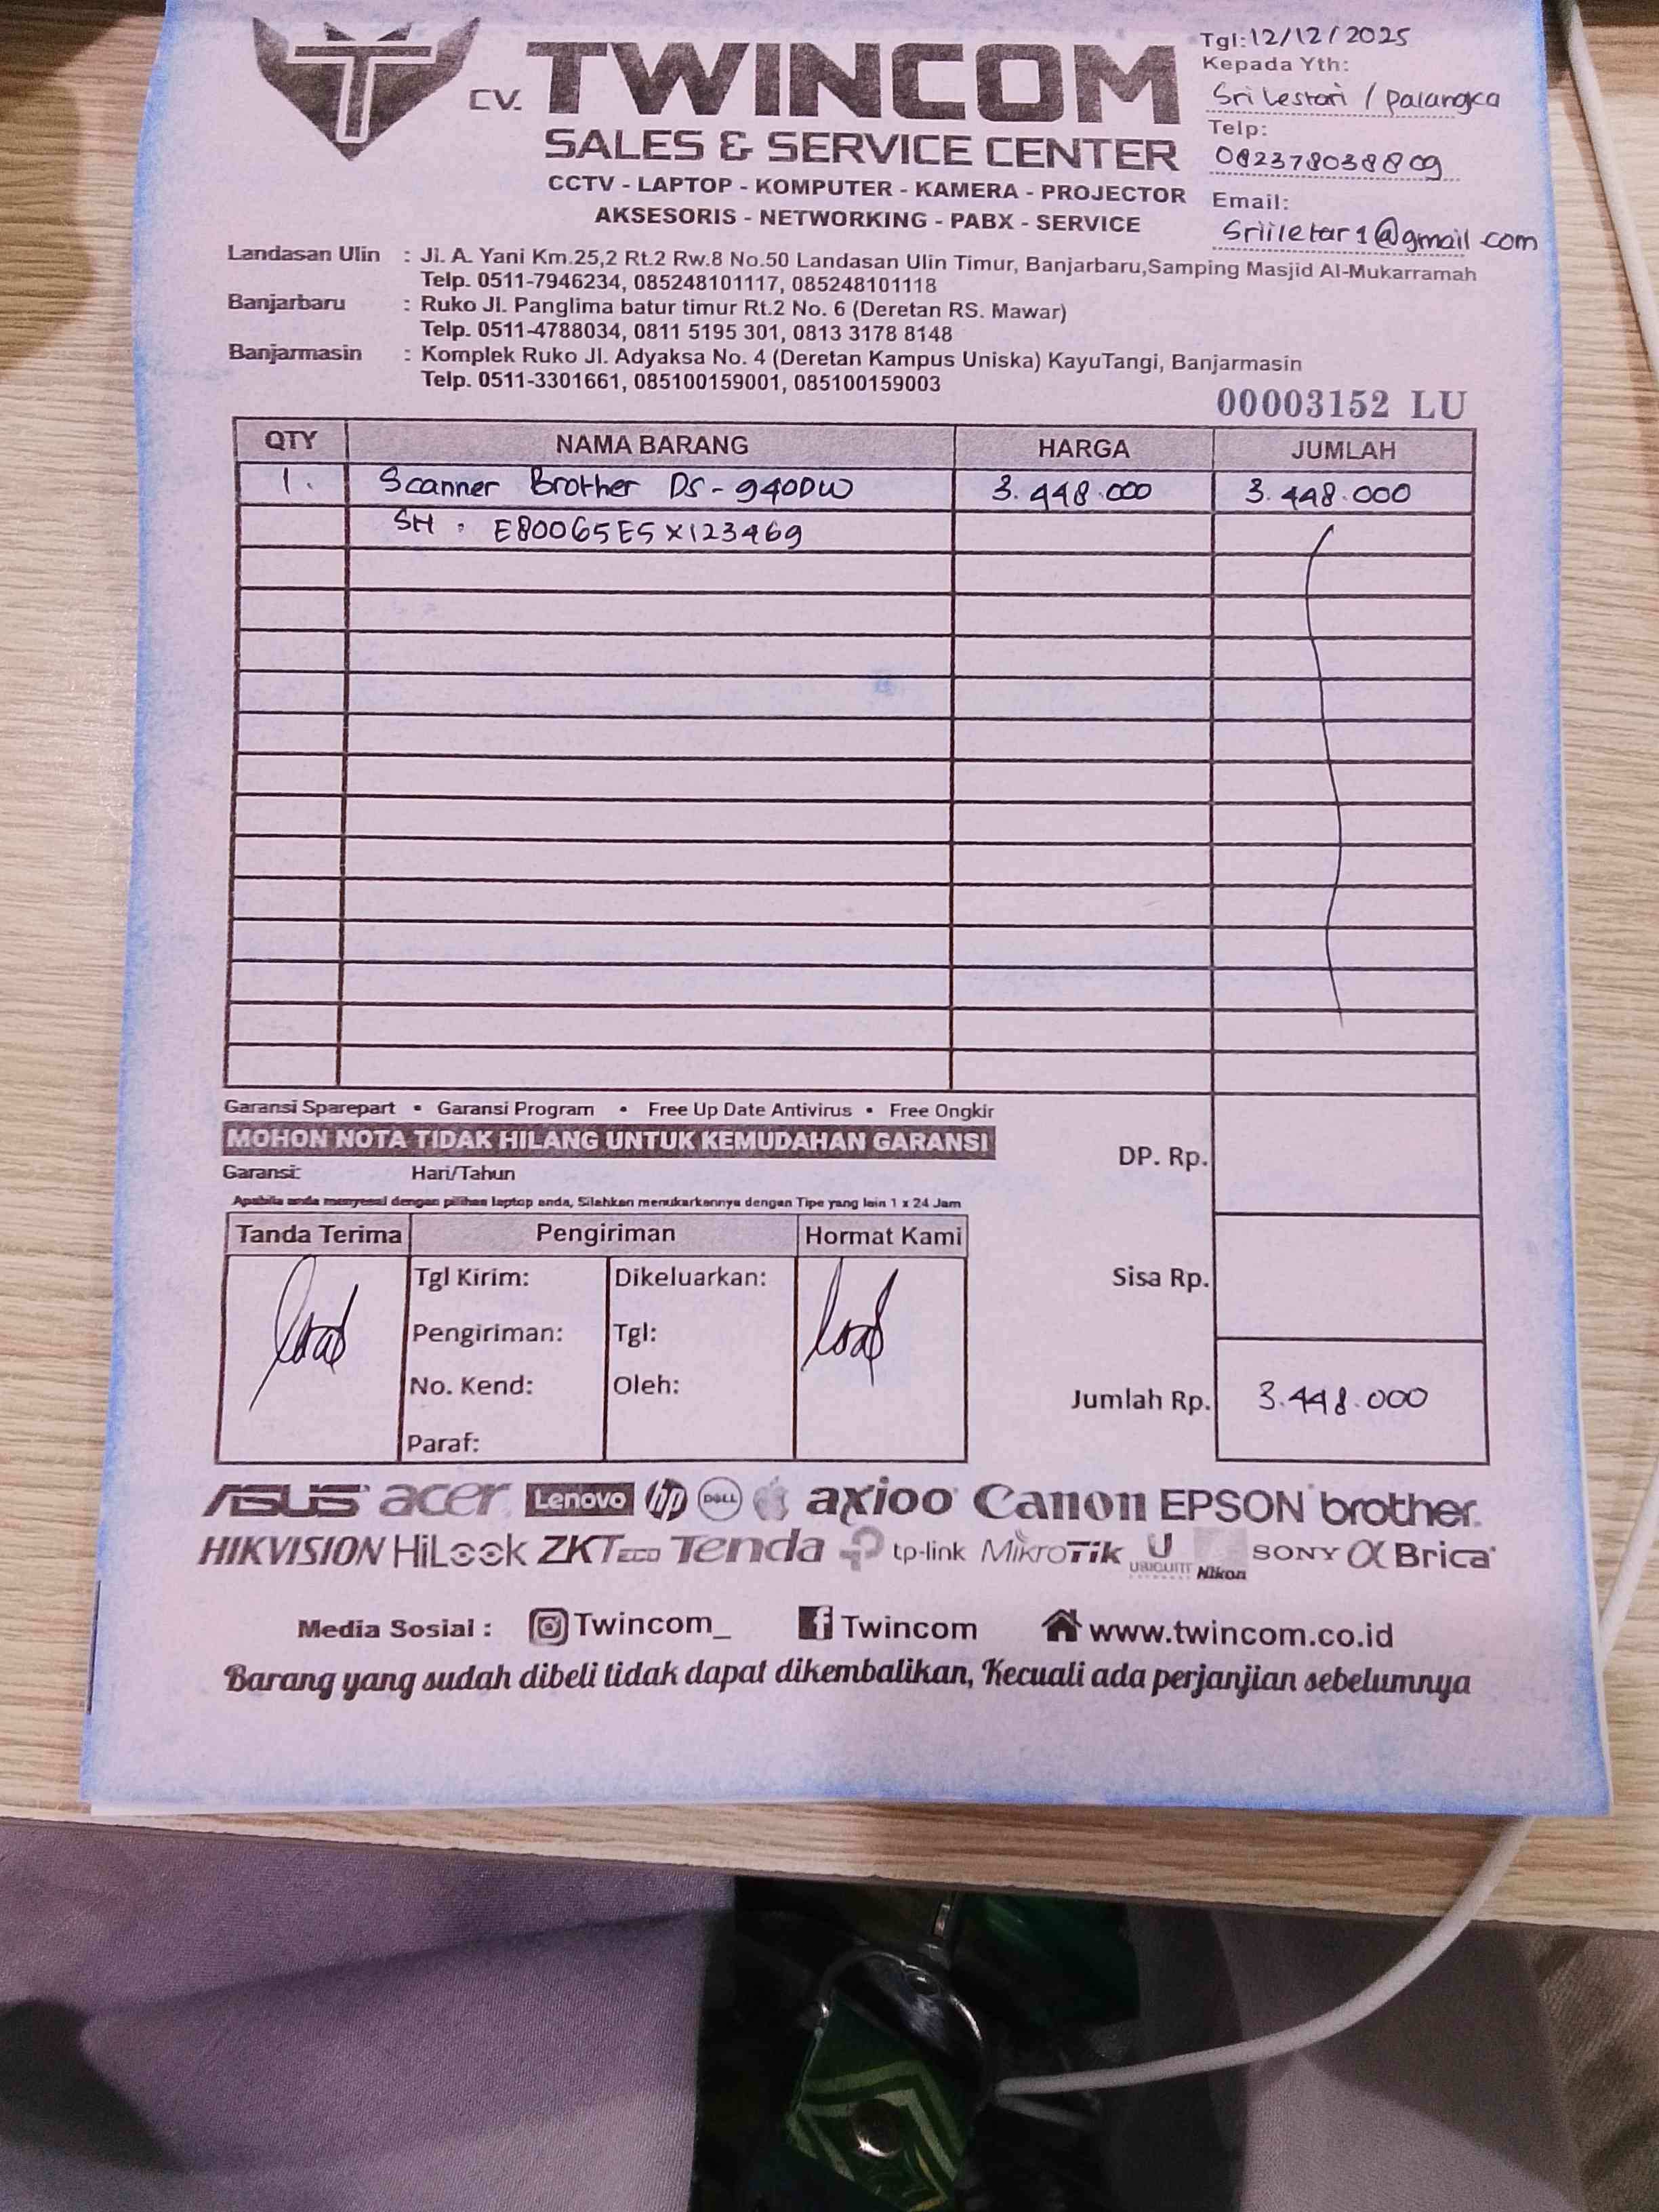 CV. TWINCOM
SALES & SERVICE CENTER
CCTV - LAPTOP - KOMPUTER - KAMERA - PROJECTOR
AKSESORIS - NETWORKING - PABX - SERVICE
Tgl: 12/12/2025
Kepada Yth:
Sri Lestari / Palangka
Telp:
082378038809
Email:
Sriiletar1@gmail.com
Landasan Ulin : Jl. A. Yani Km.25,2 Rt.2 Rw.8 No.50 Landasan Ulin Timur, Banjarbaru,Samping Masjid Al-Mukarramah
Telp. 0511-7946234, 085248101117, 085248101118
Banjarbaru : Ruko Jl. Panglima batur timur Rt.2 No. 6 (Deretan RS. Mawar)
Telp. 0511-4788034, 0811 5195 301, 0813 3178 8148
Banjarmasin : Komplek Ruko Jl. Adyaksa No. 4 (Deretan Kampus Uniska) KayuTangi, Banjarmasin
Telp. 0511-3301661, 085100159001, 085100159003
00003152 LU
QTY NAMA BARANG HARGA JUMLAH
1. Scanner Brother DS-940DW 3.448.000 3.448.000
SH : E80065E5X123469
Garansi Sparepart • Garansi Program • Free Up Date Antivirus • Free Ongkir
MOHON NOTA TIDAK HILANG UNTUK KEMUDAHAN GARANSI
Garansi: Hari/Tahun
Apabila anda menyesal dengan pilihan laptop anda, Silahkan menukarkannya dengan Tipe yang lain 1 x 24 Jam
DP. Rp.
Sisa Rp.
Jumlah Rp. 3.448.000
Tanda Terima Pengiriman Hormat Kami
Tgl Kirim: Dikeluarkan:
Pengiriman: Tgl:
No. Kend: Oleh:
Paraf:
ASUS acer Lenovo hp DELL axioo Canon EPSON brother
HIKVISION HiLook ZKTeco Tenda tp-link MikroTik UBIQUITI Nikon SONY α Brica
Media Sosial : Twincom_ Twincom www.twincom.co.id
Barang yang sudah dibeli tidak dapat dikembalikan, Kecuali ada perjanjian sebelumnya